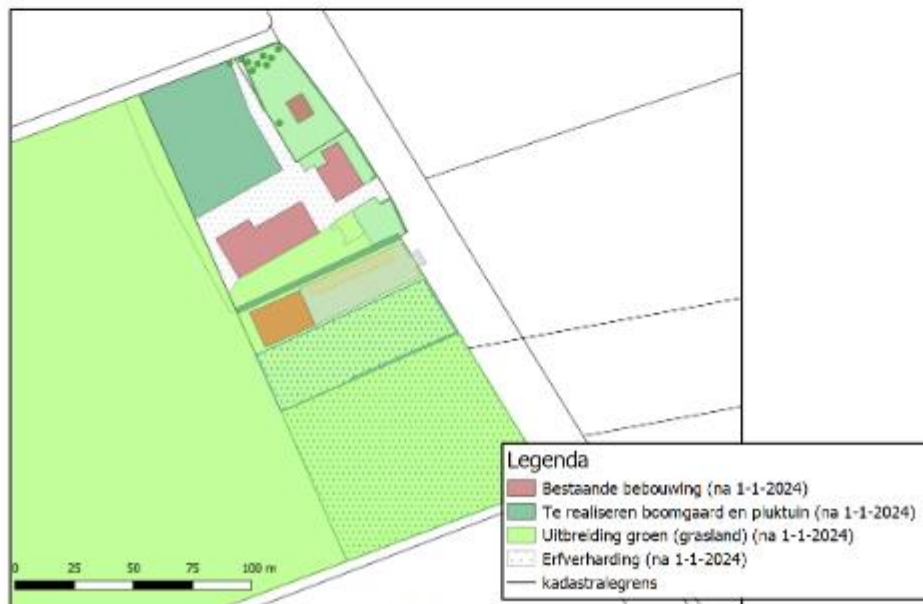 Legenda
Bestaande bebouwing (na 1-1-2024)
Te realiseren boomgaard en pluktuin (na 1-1-2024)
Uitbreiding groen (grasland) (na 1-1-2024)
Erfverharding (na 1-1-2024)
kadastralegrens
0 25 50 75 100 m